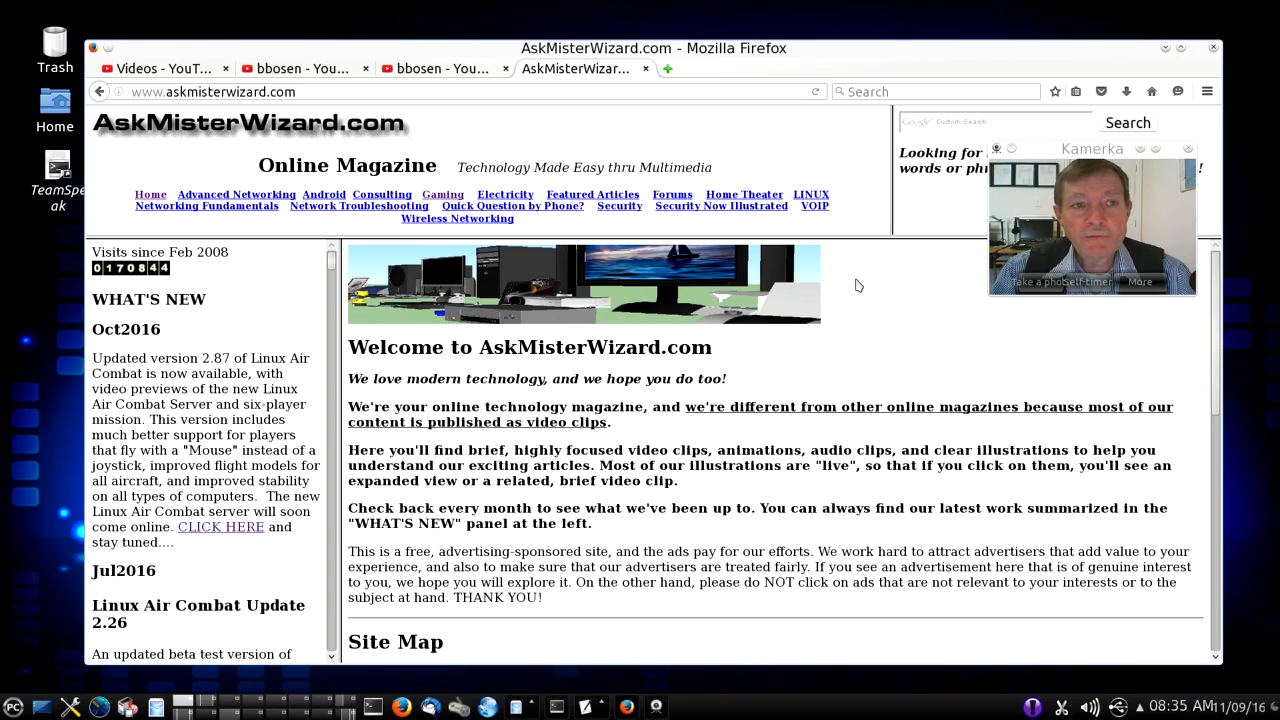 Trash
Home
TeamSpe
ak
AskMisterWizard.com - Mozilla Firefox
Videos - YouT...
bbosen - You...
bbosen - You...
AskMisterWizar...
www.askmisterwizard.com
Search
AskMisterWizard.com
Online Magazine Technology Made Easy thru Multimedia
Home Advanced Networking Android Consulting Gaming Electricity Featured Articles Forums Home Theater LINUX
Networking Fundamentals Network Troubleshooting Quick Question by Phone? Security Security Now Illustrated VOIP
Wireless Networking
Google Custom Search
Search
Looking for
words or phr
!
Kamerka
Take a pho Self-timer More
Visits since Feb 2008
0170844
WHAT'S NEW
Oct2016
Updated version 2.87 of Linux Air
Combat is now available, with
video previews of the new Linux
Air Combat Server and six-player
mission. This version includes
much better support for players
that fly with a "Mouse" instead of a
joystick, improved flight models for
all aircraft, and improved stability
on all types of computers. The new
Linux Air Combat server will soon
come online. CLICK HERE and
stay tuned....
Jul2016
Linux Air Combat Update
2.26
An updated beta test version of
Welcome to AskMisterWizard.com
We love modern technology, and we hope you do too!
We're your online technology magazine, and we're different from other online magazines because most of our
content is published as video clips.
Here you'll find brief, highly focused video clips, animations, audio clips, and clear illustrations to help you
understand our exciting articles. Most of our illustrations are "live", so that if you click on them, you'll see an
expanded view or a related, brief video clip.
Check back every month to see what we've been up to. You can always find our latest work summarized in the
"WHAT'S NEW" panel at the left.
This is a free, advertising-sponsored site, and the ads pay for our efforts. We work hard to attract advertisers that add value to your
experience, and also to make sure that our advertisers are treated fairly. If you see an advertisement here that is of genuine interest
to you, we hope you will explore it. On the other hand, please do NOT click on ads that are not relevant to your interests or to the
subject at hand. THANK YOU!
Site Map
PC
08:35 AM 11/09/16